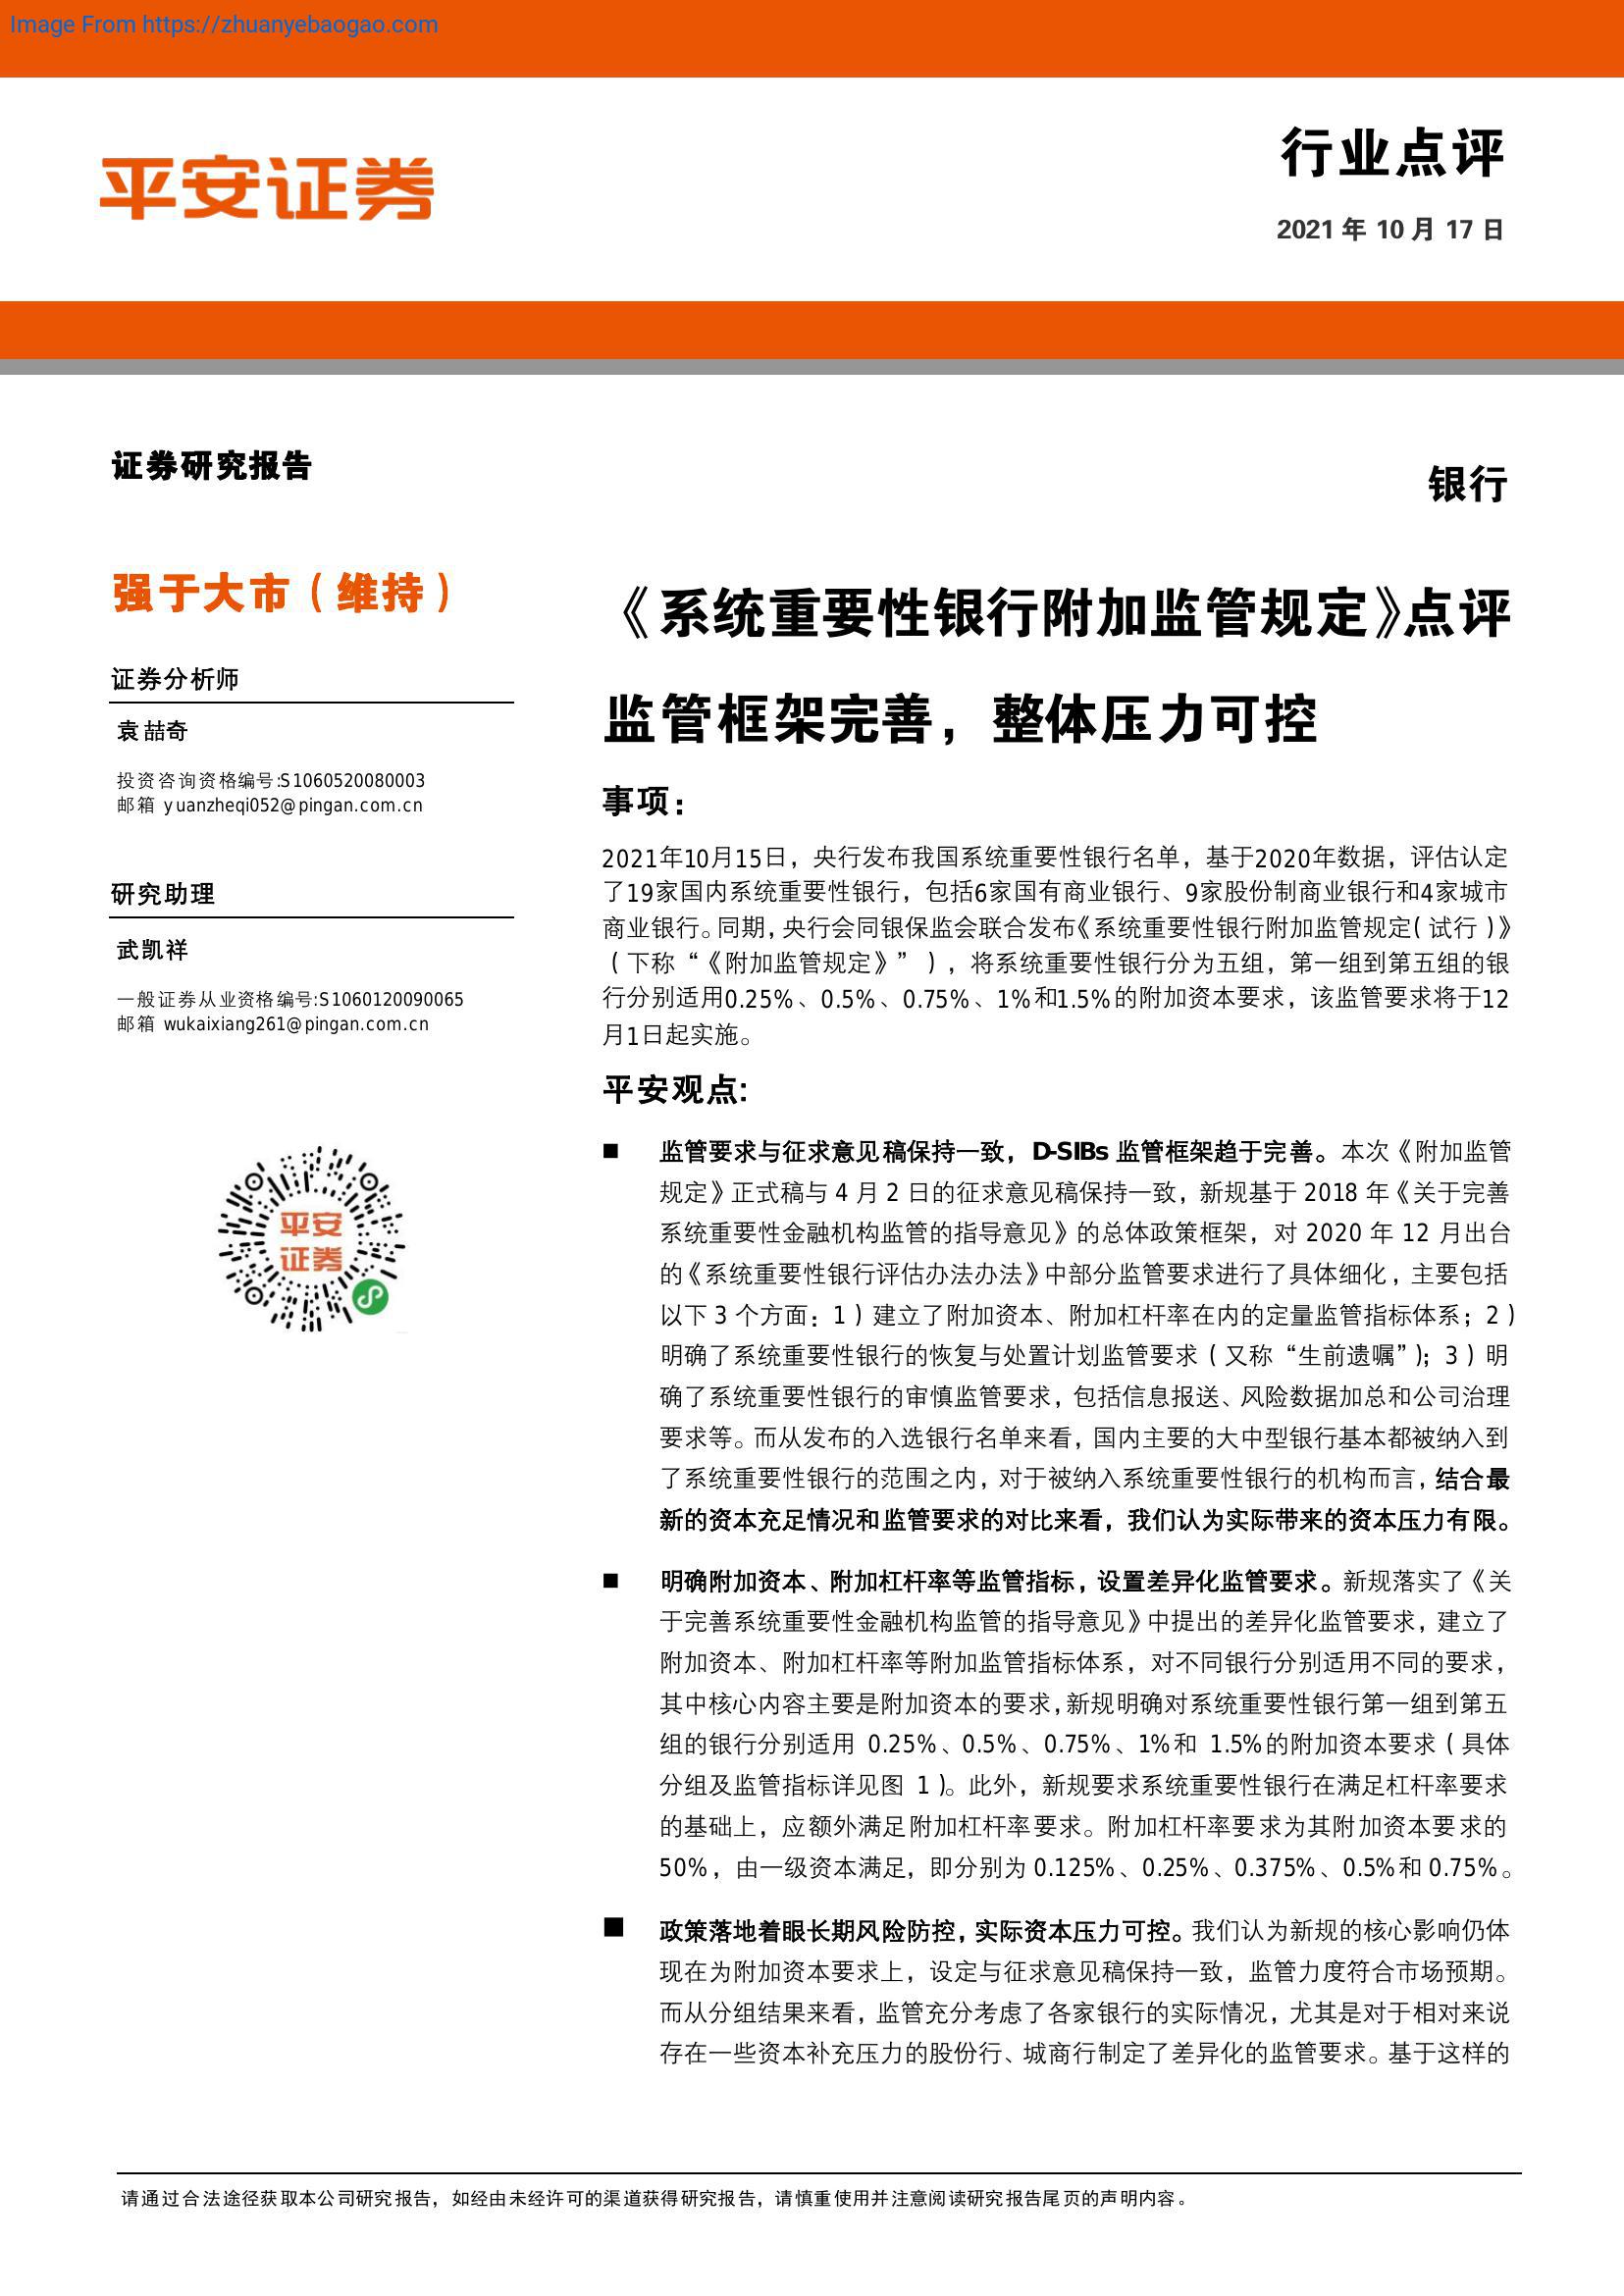 Image From https://zhuanyebaogao.com
平安证券
行业点评
2021 年 10 月 17 日
证券研究报告
银行
强于大市（维持）
证券分析师
袁喆奇
投资咨询资格编号:S1060520080003
邮箱 yuanzheqi052@pingan.com.cn
研究助理
武凯祥
一般证券从业资格编号:S1060120090065
邮箱 wukaixiang261@pingan.com.cn
平安
证券
《系统重要性银行附加监管规定》点评
监管框架完善，整体压力可控
事项：
2021年10月15日，央行发布我国系统重要性银行名单，基于2020年数据，评估认定
了19家国内系统重要性银行，包括6家国有商业银行、9家股份制商业银行和4家城市
商业银行。同期，央行会同银保监会联合发布《系统重要性银行附加监管规定(试行)》
（下称“《附加监管规定》”），将系统重要性银行分为五组，第一组到第五组的银
行分别适用0.25%、0.5%、0.75%、1%和1.5%的附加资本要求，该监管要求将于12
月1日起实施。
平安观点:
■ 监管要求与征求意见稿保持一致，D-SIBs 监管框架趋于完善。本次《附加监管
规定》正式稿与 4 月 2 日的征求意见稿保持一致，新规基于 2018 年《关于完善
系统重要性金融机构监管的指导意见》的总体政策框架，对 2020 年 12 月出台
的《系统重要性银行评估办法办法》中部分监管要求进行了具体细化，主要包括
以下 3 个方面：1）建立了附加资本、附加杠杆率在内的定量监管指标体系；2）
明确了系统重要性银行的恢复与处置计划监管要求（又称“生前遗嘱”）；3）明
确了系统重要性银行的审慎监管要求，包括信息报送、风险数据加总和公司治理
要求等。而从发布的入选银行名单来看，国内主要的大中型银行基本都被纳入到
了系统重要性银行的范围之内，对于被纳入系统重要性银行的机构而言，结合最
新的资本充足情况和监管要求的对比来看，我们认为实际带来的资本压力有限。
■ 明确附加资本、附加杠杆率等监管指标，设置差异化监管要求。新规落实了《关
于完善系统重要性金融机构监管的指导意见》中提出的差异化监管要求，建立了
附加资本、附加杠杆率等附加监管指标体系，对不同银行分别适用不同的要求，
其中核心内容主要是附加资本的要求，新规明确对系统重要性银行第一组到第五
组的银行分别适用 0.25%、0.5%、0.75%、1%和 1.5%的附加资本要求（具体
分组及监管指标详见图 1）。此外，新规要求系统重要性银行在满足杠杆率要求
的基础上，应额外满足附加杠杆率要求。附加杠杆率要求为其附加资本要求的
50%，由一级资本满足，即分别为 0.125%、0.25%、0.375%、0.5%和 0.75%。
■ 政策落地着眼长期风险防控，实际资本压力可控。我们认为新规的核心影响仍体
现在为附加资本要求上，设定与征求意见稿保持一致，监管力度符合市场预期。
而从分组结果来看，监管充分考虑了各家银行的实际情况，尤其是对于相对来说
存在一些资本补充压力的股份行、城商行制定了差异化的监管要求。基于这样的
请通过合法途径获取本公司研究报告，如经由未经许可的渠道获得研究报告，请慎重使用并注意阅读研究报告尾页的声明内容。